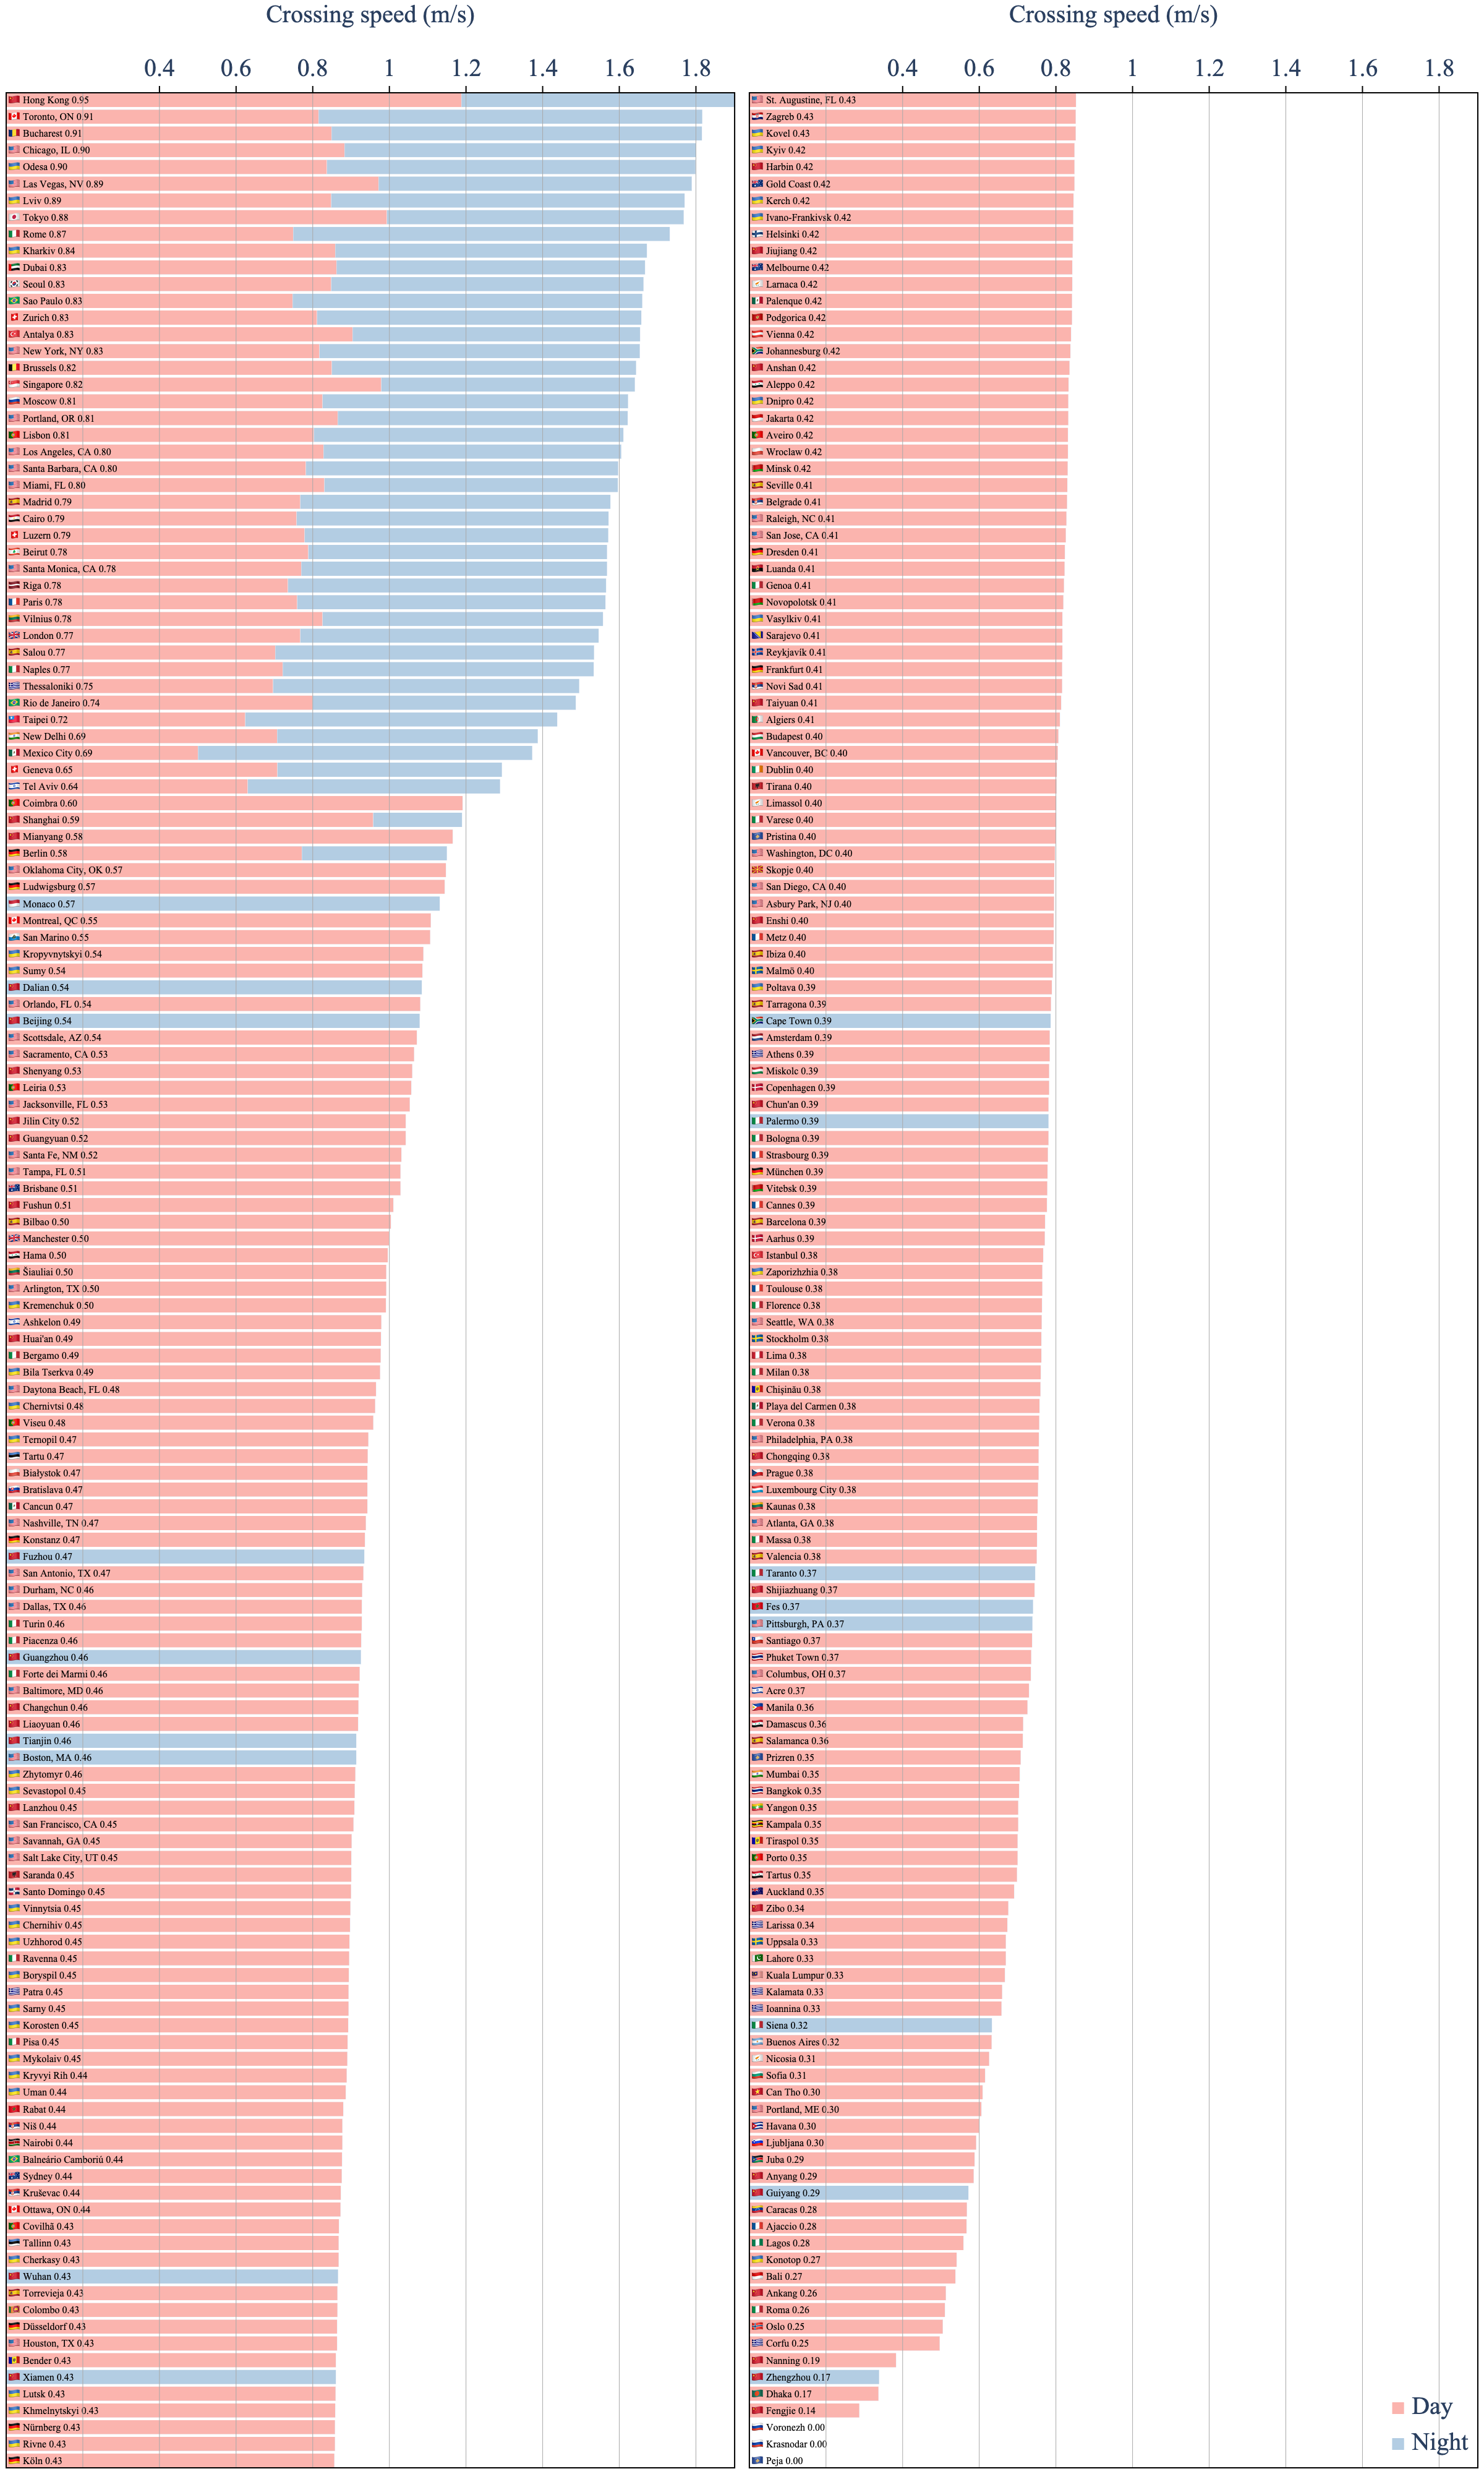 Crossing speed (m/s)
0.4 0.6 0.8 1 1.2 1.4 1.6 1.8
Hong Kong 0.95
Toronto, ON 0.91
Bucharest 0.91
Chicago, IL 0.90
Odesa 0.90
Las Vegas, NV 0.89
Lviv 0.89
Tokyo 0.88
Rome 0.87
Kharkiv 0.84
Dubai 0.83
Seoul 0.83
Sao Paulo 0.83
Zurich 0.83
Antalya 0.83
New York, NY 0.83
Brussels 0.82
Singapore 0.82
Moscow 0.81
Portland, OR 0.81
Lisbon 0.81
Los Angeles, CA 0.80
Santa Barbara, CA 0.80
Miami, FL 0.80
Madrid 0.79
Cairo 0.79
Luzern 0.79
Beirut 0.78
Santa Monica, CA 0.78
Riga 0.78
Paris 0.78
Vilnius 0.78
London 0.77
Salou 0.77
Naples 0.77
Thessaloniki 0.75
Rio de Janeiro 0.74
Taipei 0.72
New Delhi 0.69
Mexico City 0.69
Geneva 0.65
Tel Aviv 0.64
Coimbra 0.60
Shanghai 0.59
Mianyang 0.58
Berlin 0.58
Oklahoma City, OK 0.57
Ludwigsburg 0.57
Monaco 0.57
Montreal, QC 0.55
San Marino 0.55
Kropyvnytskyi 0.54
Sumy 0.54
Dalian 0.54
Orlando, FL 0.54
Beijing 0.54
Scottsdale, AZ 0.54
Sacramento, CA 0.53
Shenyang 0.53
Leiria 0.53
Jacksonville, FL 0.53
Jilin City 0.52
Guangyuan 0.52
Santa Fe, NM 0.52
Tampa, FL 0.51
Brisbane 0.51
Fushun 0.51
Bilbao 0.50
Manchester 0.50
Hama 0.50
Šiauliai 0.50
Arlington, TX 0.50
Kremenchuk 0.50
Ashkelon 0.49
Huai'an 0.49
Bergamo 0.49
Bila Tserkva 0.49
Daytona Beach, FL 0.48
Chernivtsi 0.48
Viseu 0.48
Ternopil 0.47
Tartu 0.47
Białystok 0.47
Bratislava 0.47
Cancun 0.47
Nashville, TN 0.47
Konstanz 0.47
Fuzhou 0.47
San Antonio, TX 0.47
Durham, NC 0.46
Dallas, TX 0.46
Turin 0.46
Piacenza 0.46
Guangzhou 0.46
Forte dei Marmi 0.46
Baltimore, MD 0.46
Changchun 0.46
Liaoyuan 0.46
Tianjin 0.46
Boston, MA 0.46
Zhytomyr 0.46
Sevastopol 0.45
Lanzhou 0.45
San Francisco, CA 0.45
Savannah, GA 0.45
Salt Lake City, UT 0.45
Saranda 0.45
Santo Domingo 0.45
Vinnytsia 0.45
Chernihiv 0.45
Uzhhorod 0.45
Ravenna 0.45
Boryspil 0.45
Patra 0.45
Sarny 0.45
Korosten 0.45
Pisa 0.45
Mykolaiv 0.45
Kryvyi Rih 0.44
Uman 0.44
Rabat 0.44
Niš 0.44
Nairobi 0.44
Balneário Camboriú 0.44
Sydney 0.44
Kruševac 0.44
Ottawa, ON 0.44
Covilhã 0.43
Tallinn 0.43
Cherkasy 0.43
Wuhan 0.43
Torrevieja 0.43
Colombo 0.43
Düsseldorf 0.43
Houston, TX 0.43
Bender 0.43
Xiamen 0.43
Lutsk 0.43
Khmelnytskyi 0.43
Nürnberg 0.43
Rivne 0.43
Köln 0.43
Crossing speed (m/s)
0.4 0.6 0.8 1 1.2 1.4 1.6 1.8
St. Augustine, FL 0.43
Zagreb 0.43
Kovel 0.43
Kyiv 0.42
Harbin 0.42
Gold Coast 0.42
Kerch 0.42
Ivano-Frankivsk 0.42
Helsinki 0.42
Jiujiang 0.42
Melbourne 0.42
Larnaca 0.42
Palenque 0.42
Podgorica 0.42
Vienna 0.42
Johannesburg 0.42
Anshan 0.42
Aleppo 0.42
Dnipro 0.42
Jakarta 0.42
Aveiro 0.42
Wroclaw 0.42
Minsk 0.42
Seville 0.41
Belgrade 0.41
Raleigh, NC 0.41
San Jose, CA 0.41
Dresden 0.41
Luanda 0.41
Genoa 0.41
Novopolotsk 0.41
Vasylkiv 0.41
Sarajevo 0.41
Reykjavik 0.41
Frankfurt 0.41
Novi Sad 0.41
Taiyuan 0.41
Algiers 0.41
Budapest 0.40
Vancouver, BC 0.40
Dublin 0.40
Tirana 0.40
Limassol 0.40
Varese 0.40
Pristina 0.40
Washington, DC 0.40
Skopje 0.40
San Diego, CA 0.40
Asbury Park, NJ 0.40
Enshi 0.40
Metz 0.40
Ibiza 0.40
Malmö 0.40
Poltava 0.39
Tarragona 0.39
Cape Town 0.39
Amsterdam 0.39
Athens 0.39
Miskolc 0.39
Copenhagen 0.39
Chun'an 0.39
Palermo 0.39
Bologna 0.39
Strasbourg 0.39
München 0.39
Vitebsk 0.39
Cannes 0.39
Barcelona 0.39
Aarhus 0.39
Istanbul 0.38
Zaporizhzhia 0.38
Toulouse 0.38
Florence 0.38
Seattle, WA 0.38
Stockholm 0.38
Lima 0.38
Milan 0.38
Chișinău 0.38
Playa del Carmen 0.38
Verona 0.38
Philadelphia, PA 0.38
Chongqing 0.38
Prague 0.38
Luxembourg City 0.38
Kaunas 0.38
Atlanta, GA 0.38
Massa 0.38
Valencia 0.38
Taranto 0.37
Shijiazhuang 0.37
Fes 0.37
Pittsburgh, PA 0.37
Santiago 0.37
Phuket Town 0.37
Columbus, OH 0.37
Acre 0.37
Manila 0.36
Damascus 0.36
Salamanca 0.36
Prizren 0.35
Mumbai 0.35
Bangkok 0.35
Yangon 0.35
Kampala 0.35
Tiraspol 0.35
Porto 0.35
Tartus 0.35
Auckland 0.35
Zibo 0.34
Larissa 0.34
Uppsala 0.33
Lahore 0.33
Kuala Lumpur 0.33
Kalamata 0.33
Ioannina 0.33
Siena 0.32
Buenos Aires 0.32
Nicosia 0.31
Sofia 0.31
Can Tho 0.30
Portland, ME 0.30
Havana 0.30
Ljubljana 0.30
Juba 0.29
Anyang 0.29
Guiyang 0.29
Caracas 0.28
Ajaccio 0.28
Lagos 0.28
Konotop 0.27
Bali 0.27
Ankang 0.26
Roma 0.26
Oslo 0.25
Corfu 0.25
Nanning 0.19
Zhengzhou 0.17
Dhaka 0.17
Fengjie 0.14
Voronezh 0.00
Krasnodar 0.00
Peja 0.00
Day
Night